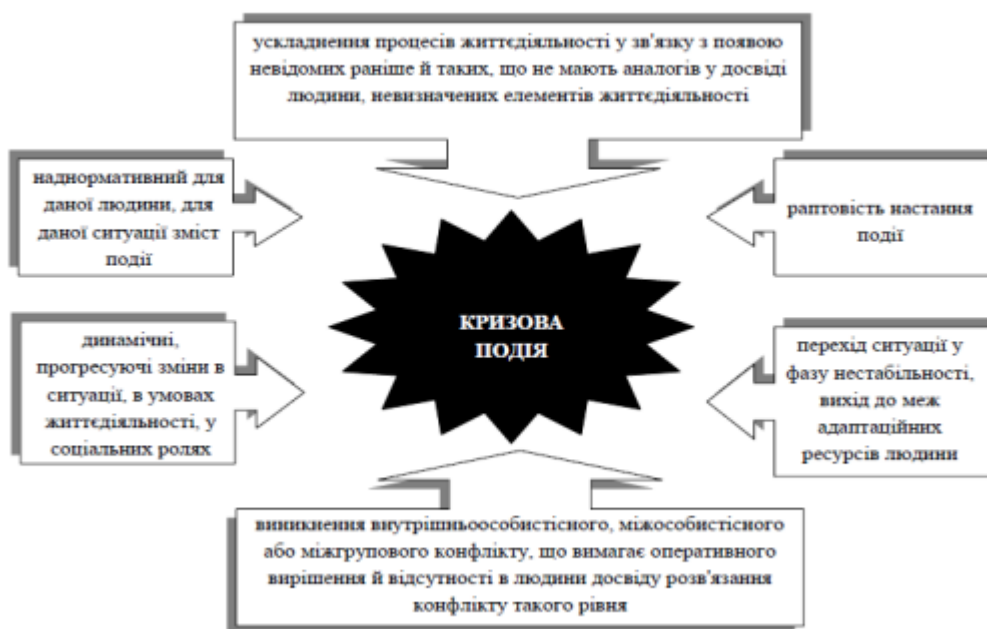 ускладнення процесів життєдіяльності у зв'язку з появою
невідомих раніше й таких, що не мають аналогів у досвіді
людини, невизначених елементів життєдіяльності
наднормативний для
даної людини, для
даної ситуації зміст
події
раптовість настання
події
КРИЗОВА
ПОДІЯ
динамічні,
прогресуючі зміни в
ситуації, в умовах
життєдіяльності, у
соціальних ролях
перехід ситуації у
фазу нестабільності,
вихід до меж
адаптаційних
ресурсів людини
виникнення внутрішньоособистісного, міжособистісного
або міжгрупового конфлікту, що вимагає оперативного
вирішення й відсутності в людини досвіду розв'язання
конфлікту такого рівня